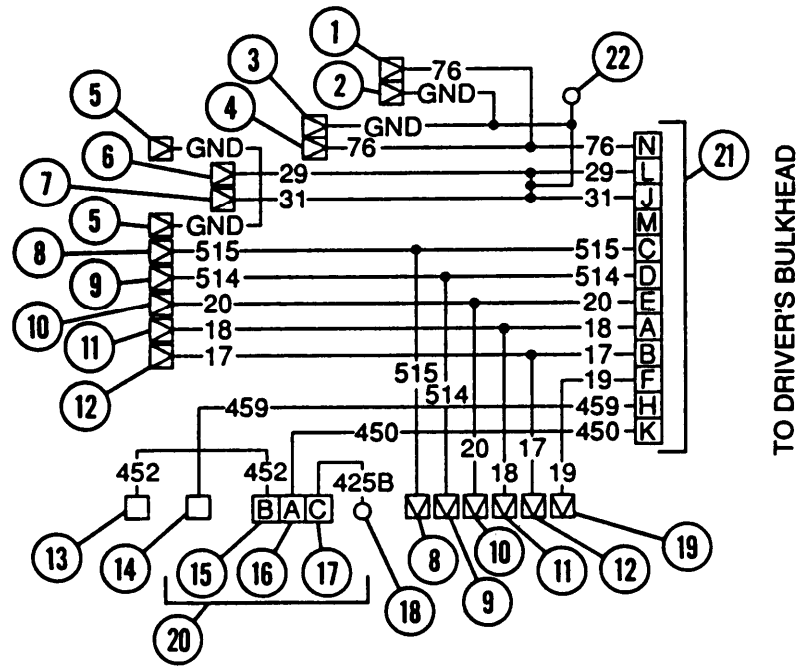 1
76
2
GND
22
3
GND
4
76
76 N
21
5
GND
6
29
29 L
7
31
31 J
5
GND
M
8
515
515 C
9
514
514 D
10
20
20 E
11
18
18 A
12
17
17 B
515
19 F
514
459
459 H
450
450 K
20
17
452
452
425B
18
19
B A C
13
14
15
16
17
18
8
9
10
11
12
19
20
TO DRIVER'S BULKHEAD